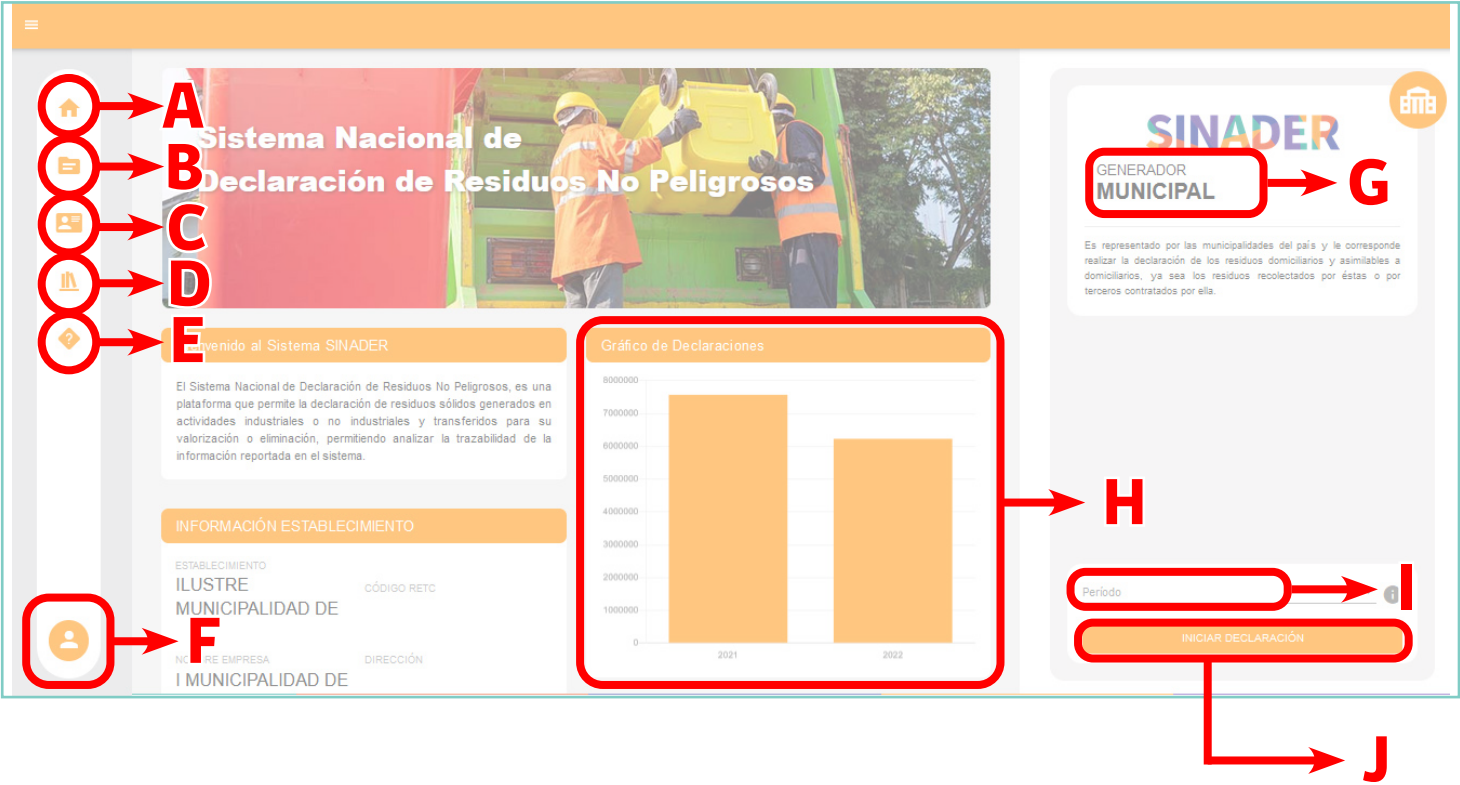 A
B
C
D
E
F
Sistema Nacional de
Declaración de Residuos No Peligrosos
al Sistema SINADER
El Sistema Nacional de Declaración de Residuos No Peligrosos, es una
plataforma que permite la declaración de residuos sólidos generados en
actividades industriales o no industriales y transferidos para su
valorización o eliminación, permitiendo analizar la trazabilidad de la
información reportada en el sistema.
INFORMACIÓN ESTABLECIMIENTO
ESTABLECIMIENTO
ILUSTRE
MUNICIPALIDAD DE
CÓDIGO RETC
EMPRESA
I MUNICIPALIDAD DE
DIRECCIÓN
Gráfico de Declaraciones
8000000
7000000
6000000
5000000
4000000
3000000
2000000
1000000
0
2021
2022
H
SINADER
GENERADOR
MUNICIPAL
G
Es representado por las municipalidades del país y le corresponde
realizar la declaración de los residuos domiciliarios y asimilables a
domiciliarios, ya sea los residuos recolectados por éstas o por
terceros contratados por ella.
Período
I
INICIAR DECLARACIÓN
J